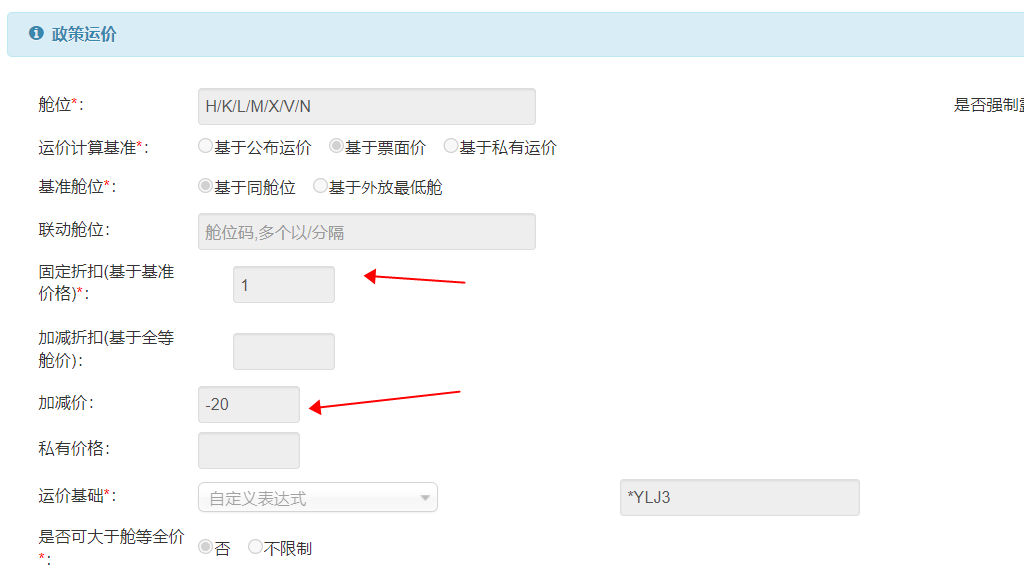 政策运价
舱位*: H/K/L/M/X/V/N 是否强制
运价计算基准*: 基于公布运价 基于票面价 基于私有运价
基准舱位*: 基于同舱位 基于外放最低舱
联动舱位: 舱位码,多个以/分隔
固定折扣(基于基准
价格)*: 1
加减折扣(基于全等
舱价):
加减价: -20
私有价格:
运价基础*: 自定义表达式 *YLJ3
是否可大于舱等全价
*: 否 不限制